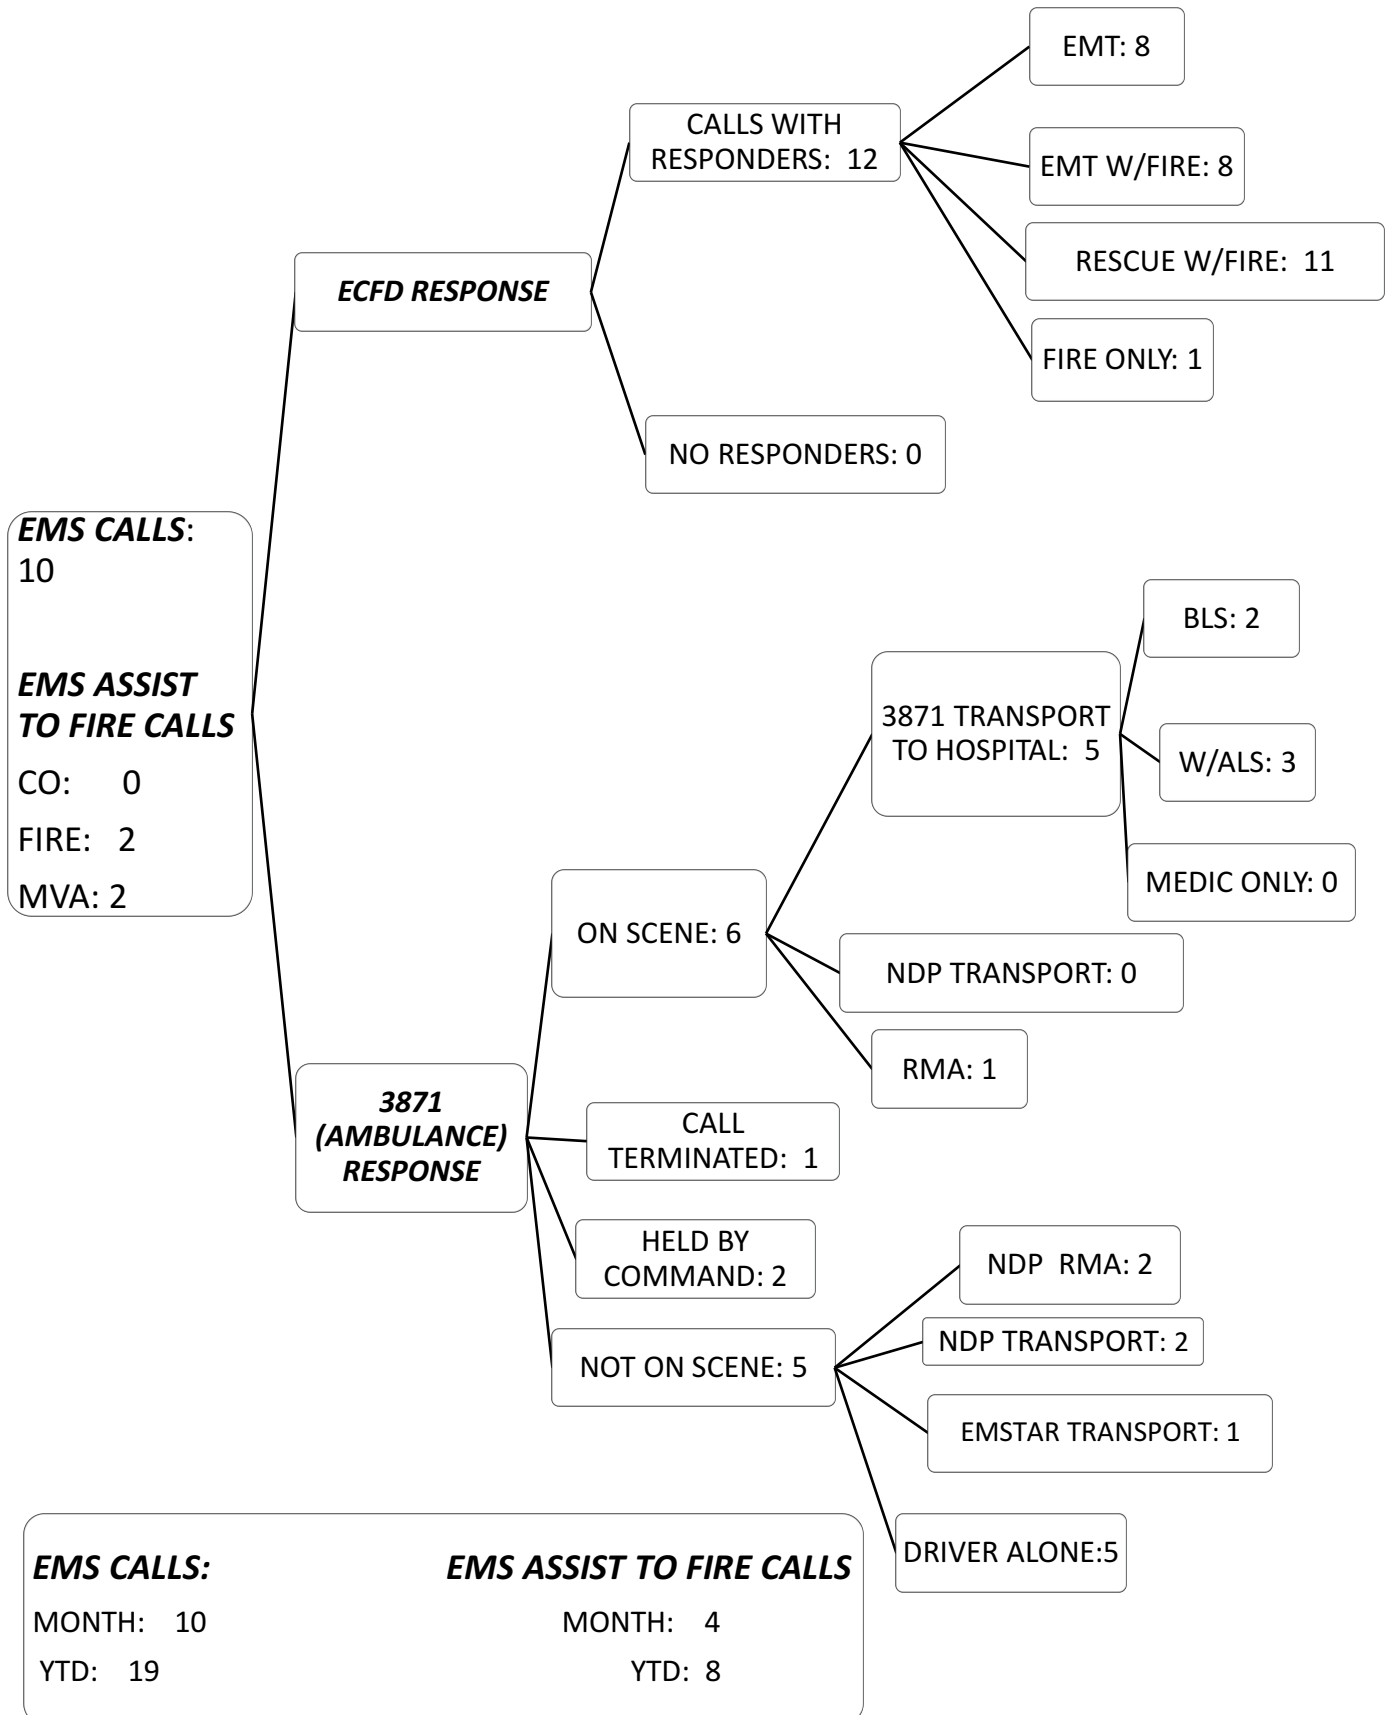 EMT: 8
CALLS WITH
RESPONDERS: 12
EMT W/FIRE: 8
RESCUE W/FIRE: 11
ECFD RESPONSE
FIRE ONLY: 1
NO RESPONDERS: 0
EMS CALLS:
10
EMS ASSIST
TO FIRE CALLS
CO: 0
FIRE: 2
MVA: 2
BLS: 2
3871 TRANSPORT
TO HOSPITAL: 5
W/ALS: 3
MEDIC ONLY: 0
ON SCENE: 6
NDP TRANSPORT: 0
RMA: 1
3871
(AMBULANCE)
RESPONSE
CALL
TERMINATED: 1
HELD BY
COMMAND: 2
NDP RMA: 2
NDP TRANSPORT: 2
NOT ON SCENE: 5
EMSTAR TRANSPORT: 1
DRIVER ALONE:5
EMS CALLS: EMS ASSIST TO FIRE CALLS
MONTH: 10 MONTH: 4
YTD: 19 YTD: 8